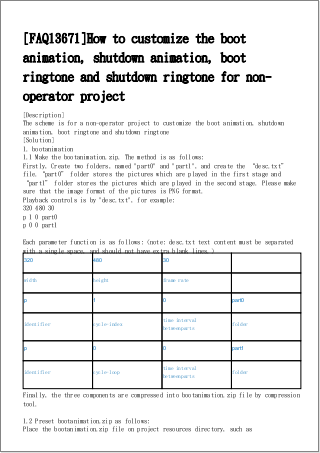 [FAQ13671]How to customize the boot
animation, shutdown animation, boot
ringtone and shutdown ringtone for non-
operator project
[Description]
The scheme is for a non-operator project to customize the boot animation, shutdown
animation, boot ringtone and shutdown ringtone
[Solution]
1. bootanimation
1.1 Make the bootanimation.zip. The method is as follows:
Firstly, Create two folders, named "part0" and "part1", and create the "desc.txt"
file. "part0" folder stores the pictures which are played in the first stage and
"part1" folder stores the pictures which are played in the second stage. Please make
sure that the image format of the pictures is PNG format.
Playback controls is by "desc.txt", for example:
320 480 30
p 1 0 part0
p 0 0 part1
Each parameter function is as follows: (note: desc.txt text content must be separated
with a single space, and should not have extra blank lines.)
320 480 30
width height frame rate
p 1 0 part0
identifier cycle-index time interval betweenparts folder
p 0 0 part1
identifier cycle-loop time interval betweenparts folder
Finally, the three components are compressed into bootanimation.zip file by compression
tool.
1.2 Preset bootanimation.zip as follows:
Place the bootanimation.zip file on project resources directory, such as